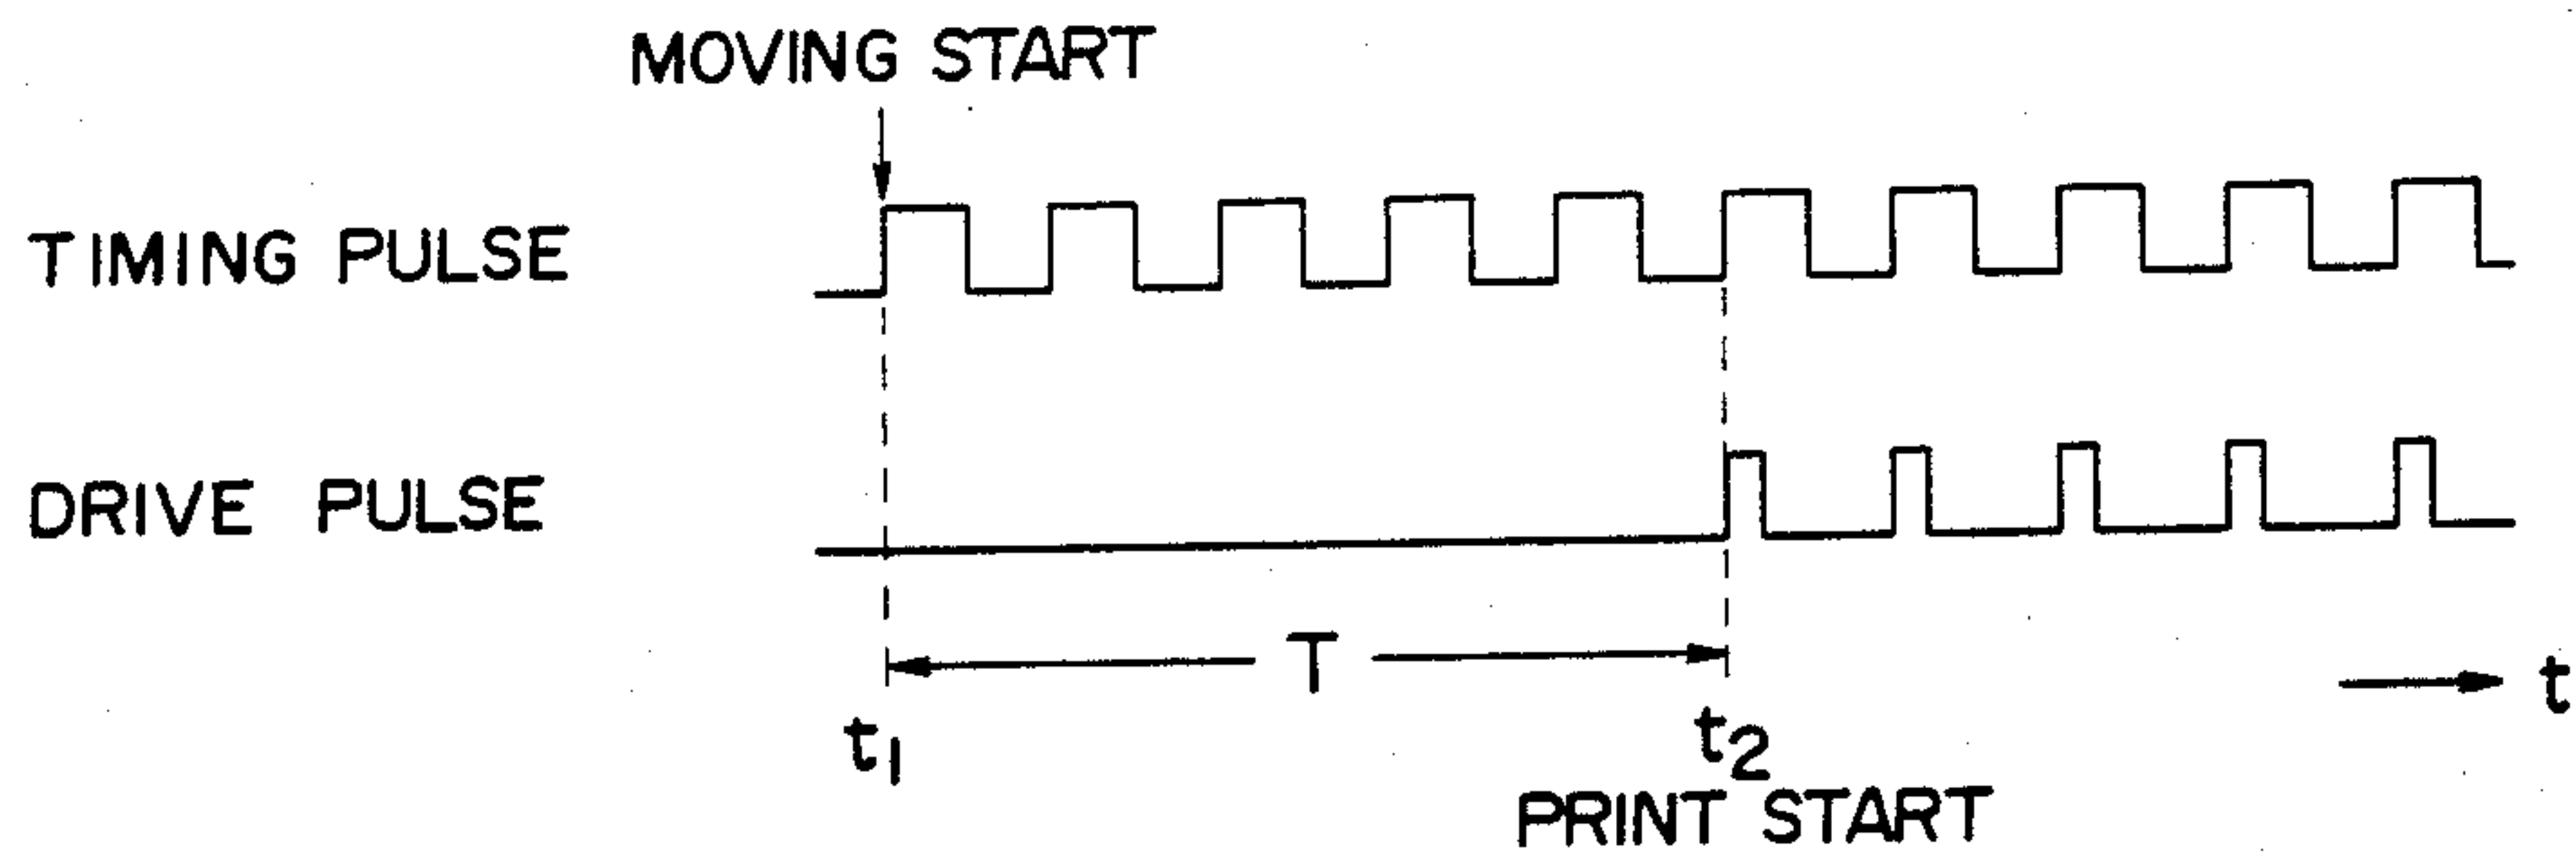 MOVING START
TIMING PULSE
DRIVE PULSE
T
t
t1
t2
PRINT START